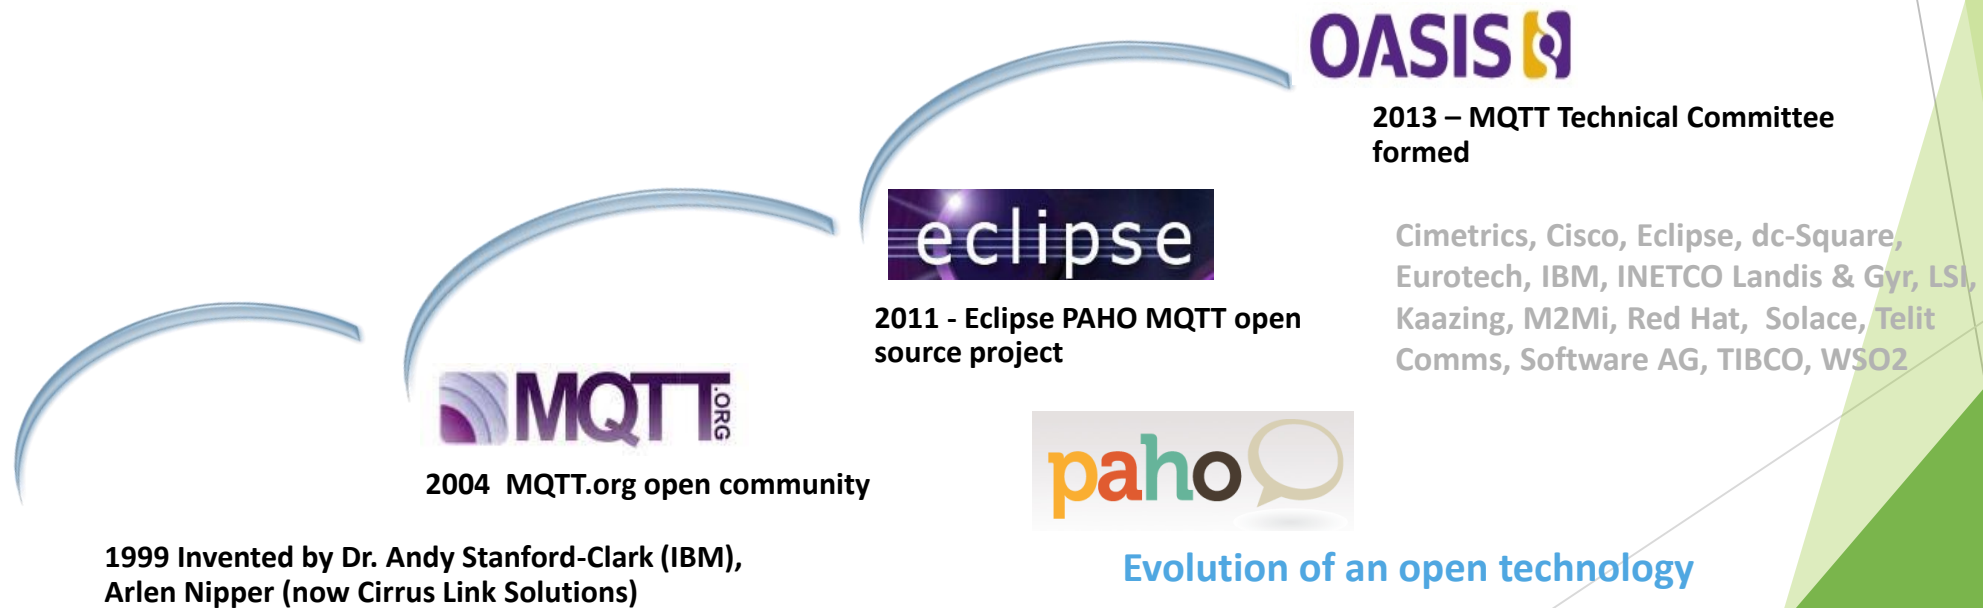 OASIS
2013 – MQTT Technical Committee
formed
Cimetrics, Cisco, Eclipse, dc-Square,
Eurotech, IBM, INETCO Landis & Gyr, LSI,
Kaazing, M2Mi, Red Hat, Solace, Telit
Comms, Software AG, TIBCO, WSO2
eclipse
2011 - Eclipse PAHO MQTT open
source project
paho
MQTT.ORG
2004 MQTT.org open community
1999 Invented by Dr. Andy Stanford-Clark (IBM),
Arlen Nipper (now Cirrus Link Solutions)
Evolution of an open technology